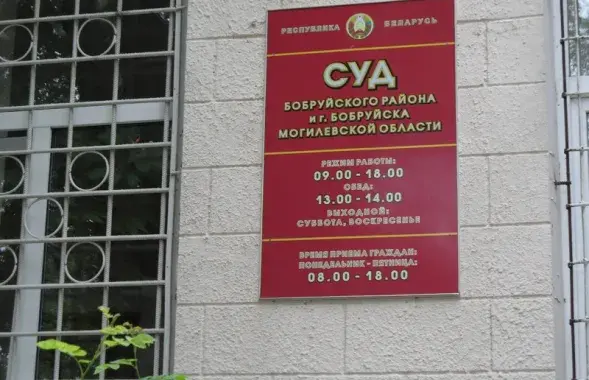 РЕСПУБЛИКА БЕЛАРУСЬ
СУД
БОБРУЙСКОГО РАЙОНА
И г. БОБРУЙСКА
МОГИЛЕВСКОЙ ОБЛАСТИ
РЕЖИМ РАБОТЫ:
09.00 - 18.00
ОБЕД:
13.00 - 14.00
ВЫХОДНОЙ:
СУББОТА, ВОСКРЕСЕНЬЕ
ВРЕМЯ ПРИЕМА ГРАЖДАН:
ПОНЕДЕЛЬНИК - ПЯТНИЦА:
08.00 - 18.00